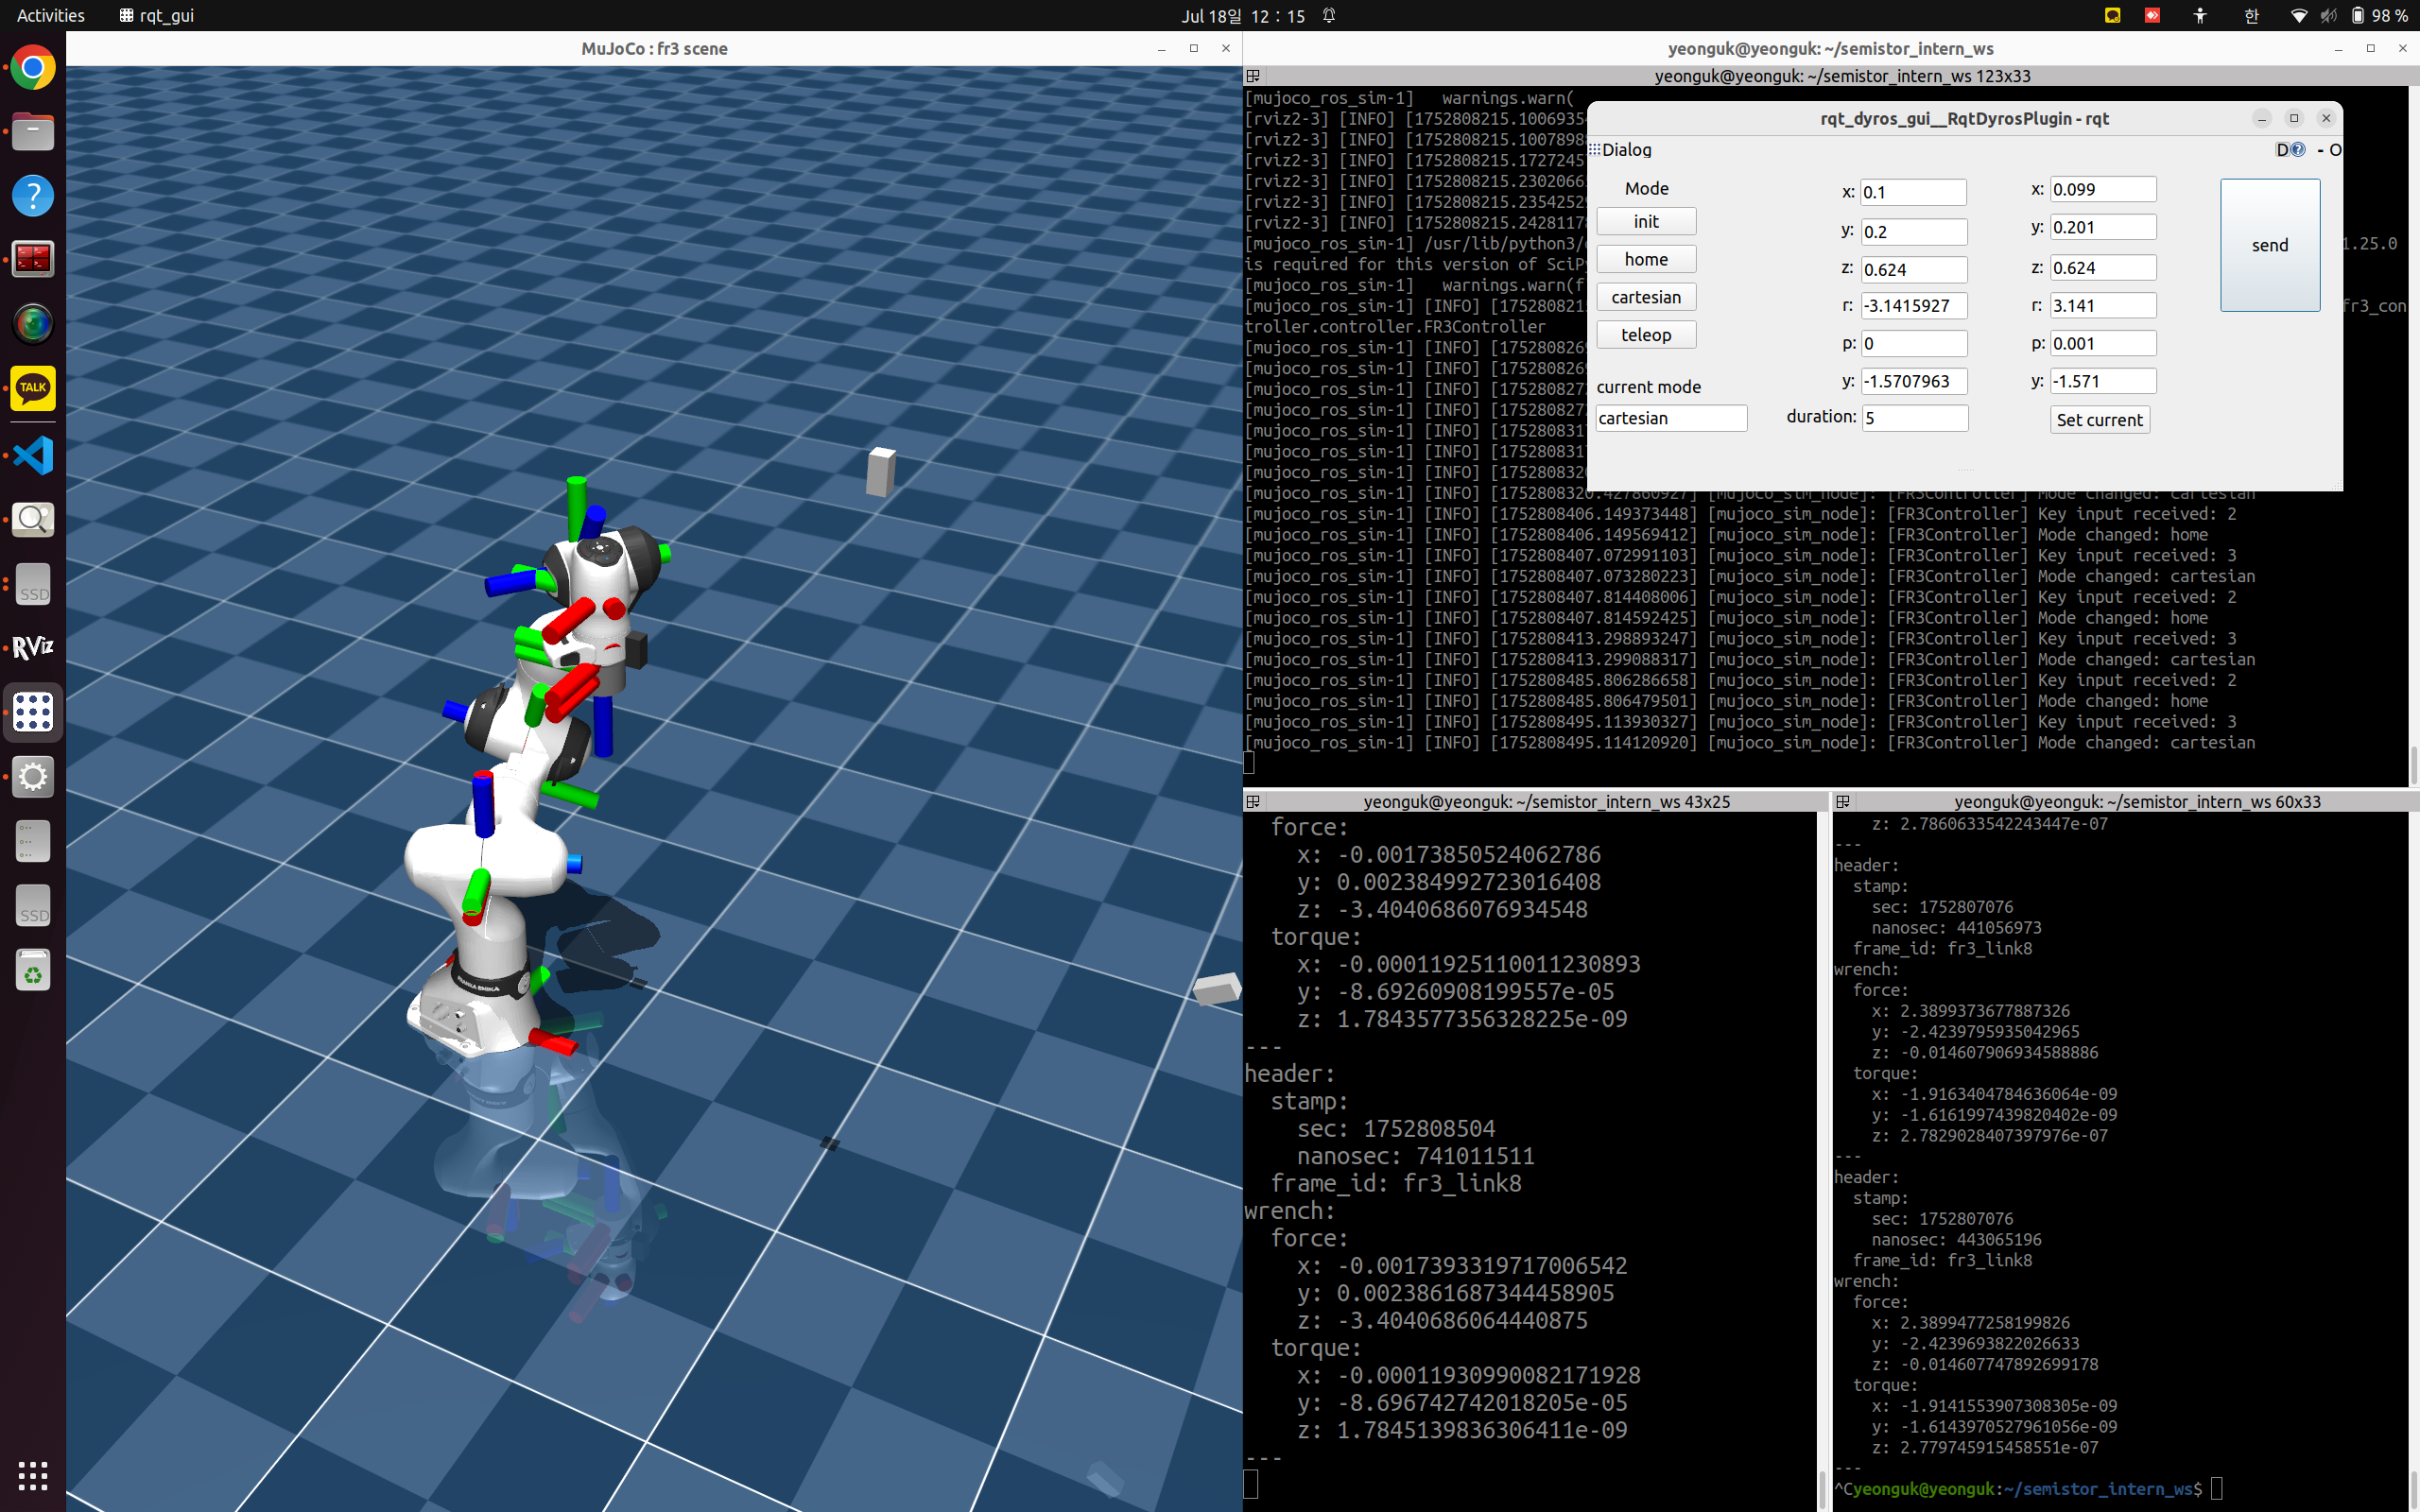 Activities
rqt_gui
Jul 18일 12 : 15
한
98 %
MuJoCo : fr3 scene
TALK
SSD
RViz
SSD
yeonguk@yeonguk: ~/semistor_intern_ws
yeonguk@yeonguk: ~/semistor_intern_ws 123x33
[mujoco_ros_sim-1]   warnings.warn(
[rviz2-3] [INFO] [1752808215.1006935
[rviz2-3] [INFO] [1752808215.1007898
[rviz2-3] [INFO] [1752808215.1727245
[rviz2-3] [INFO] [1752808215.2302066
[rviz2-3] [INFO] [1752808215.2354252
[rviz2-3] [INFO] [1752808215.2428117
[mujoco_ros_sim-1] /usr/lib/python3/
1.25.0
is required for this version of SciP
[mujoco_ros_sim-1]   warnings.warn(f
[mujoco_ros_sim-1] [INFO] [175280821
fr3_con
troller.controller.FR3Controller
[mujoco_ros_sim-1] [INFO] [175280826
[mujoco_ros_sim-1] [INFO] [175280826
[mujoco_ros_sim-1] [INFO] [175280827
[mujoco_ros_sim-1] [INFO] [175280827
[mujoco_ros_sim-1] [INFO] [175280831
[mujoco_ros_sim-1] [INFO] [175280831
[mujoco_ros_sim-1] [INFO] [175280832
[mujoco_ros_sim-1] [INFO] [1752808320.427860927] [mujoco_sim_node]: [FR3Controller] Mode changed: cartesian
[mujoco_ros_sim-1] [INFO] [1752808406.149373448] [mujoco_sim_node]: [FR3Controller] Key input received: 2
[mujoco_ros_sim-1] [INFO] [1752808406.149569412] [mujoco_sim_node]: [FR3Controller] Mode changed: home
[mujoco_ros_sim-1] [INFO] [1752808407.072991103] [mujoco_sim_node]: [FR3Controller] Key input received: 3
[mujoco_ros_sim-1] [INFO] [1752808407.073280223] [mujoco_sim_node]: [FR3Controller] Mode changed: cartesian
[mujoco_ros_sim-1] [INFO] [1752808407.814408006] [mujoco_sim_node]: [FR3Controller] Key input received: 2
[mujoco_ros_sim-1] [INFO] [1752808407.814592425] [mujoco_sim_node]: [FR3Controller] Mode changed: home
[mujoco_ros_sim-1] [INFO] [1752808413.298893247] [mujoco_sim_node]: [FR3Controller] Key input received: 3
[mujoco_ros_sim-1] [INFO] [1752808413.299088317] [mujoco_sim_node]: [FR3Controller] Mode changed: cartesian
[mujoco_ros_sim-1] [INFO] [1752808485.806286658] [mujoco_sim_node]: [FR3Controller] Key input received: 2
[mujoco_ros_sim-1] [INFO] [1752808485.806479501] [mujoco_sim_node]: [FR3Controller] Mode changed: home
[mujoco_ros_sim-1] [INFO] [1752808495.113930327] [mujoco_sim_node]: [FR3Controller] Key input received: 3
[mujoco_ros_sim-1] [INFO] [1752808495.114120920] [mujoco_sim_node]: [FR3Controller] Mode changed: cartesian
rqt_dyros_gui__RqtDyrosPlugin - rqt
Dialog
D - O
Mode
init
home
cartesian
teleop
current mode
cartesian
x: 0.1
y: 0.2
z: 0.624
r: -3.1415927
p: 0
y: -1.5707963
duration: 5
x: 0.099
y: 0.201
z: 0.624
r: 3.141
p: 0.001
y: -1.571
Set current
send
yeonguk@yeonguk: ~/semistor_intern_ws 43x25
force:
x: -0.00173850524062786
y: 0.002384992723016408
z: -3.4040686076934548
torque:
x: -0.00011925110011230893
y: -8.69260908199557e-05
z: 1.7843577356328225e-09
---
header:
stamp:
sec: 1752808504
nanosec: 741011511
frame_id: fr3_link8
wrench:
force:
x: -0.0017393319717006542
y: 0.0023861687344458905
z: -3.4040686064440875
torque:
x: -0.00011930990082171928
y: -8.696742742018205e-05
z: 1.7845139836306411e-09
---
yeonguk@yeonguk: ~/semistor_intern_ws 60x33
z: 2.7860633542243447e-07
---
header:
stamp:
sec: 1752807076
nanosec: 441056973
frame_id: fr3_link8
wrench:
force:
x: 2.3899373677887326
y: -2.4239795935042965
z: -0.014607906934588886
torque:
x: -1.9163404784636064e-09
y: -1.6161997439820402e-09
z: 2.7829028407397976e-07
---
header:
stamp:
sec: 1752807076
nanosec: 443065196
frame_id: fr3_link8
wrench:
force:
x: 2.3899477258199826
y: -2.4239693822026633
z: -0.014607747892699178
torque:
x: -1.9141553907308305e-09
y: -1.6143970527961056e-09
z: 2.779745915458551e-07
---
^Cyeonguk@yeonguk:~/semistor_intern_ws$